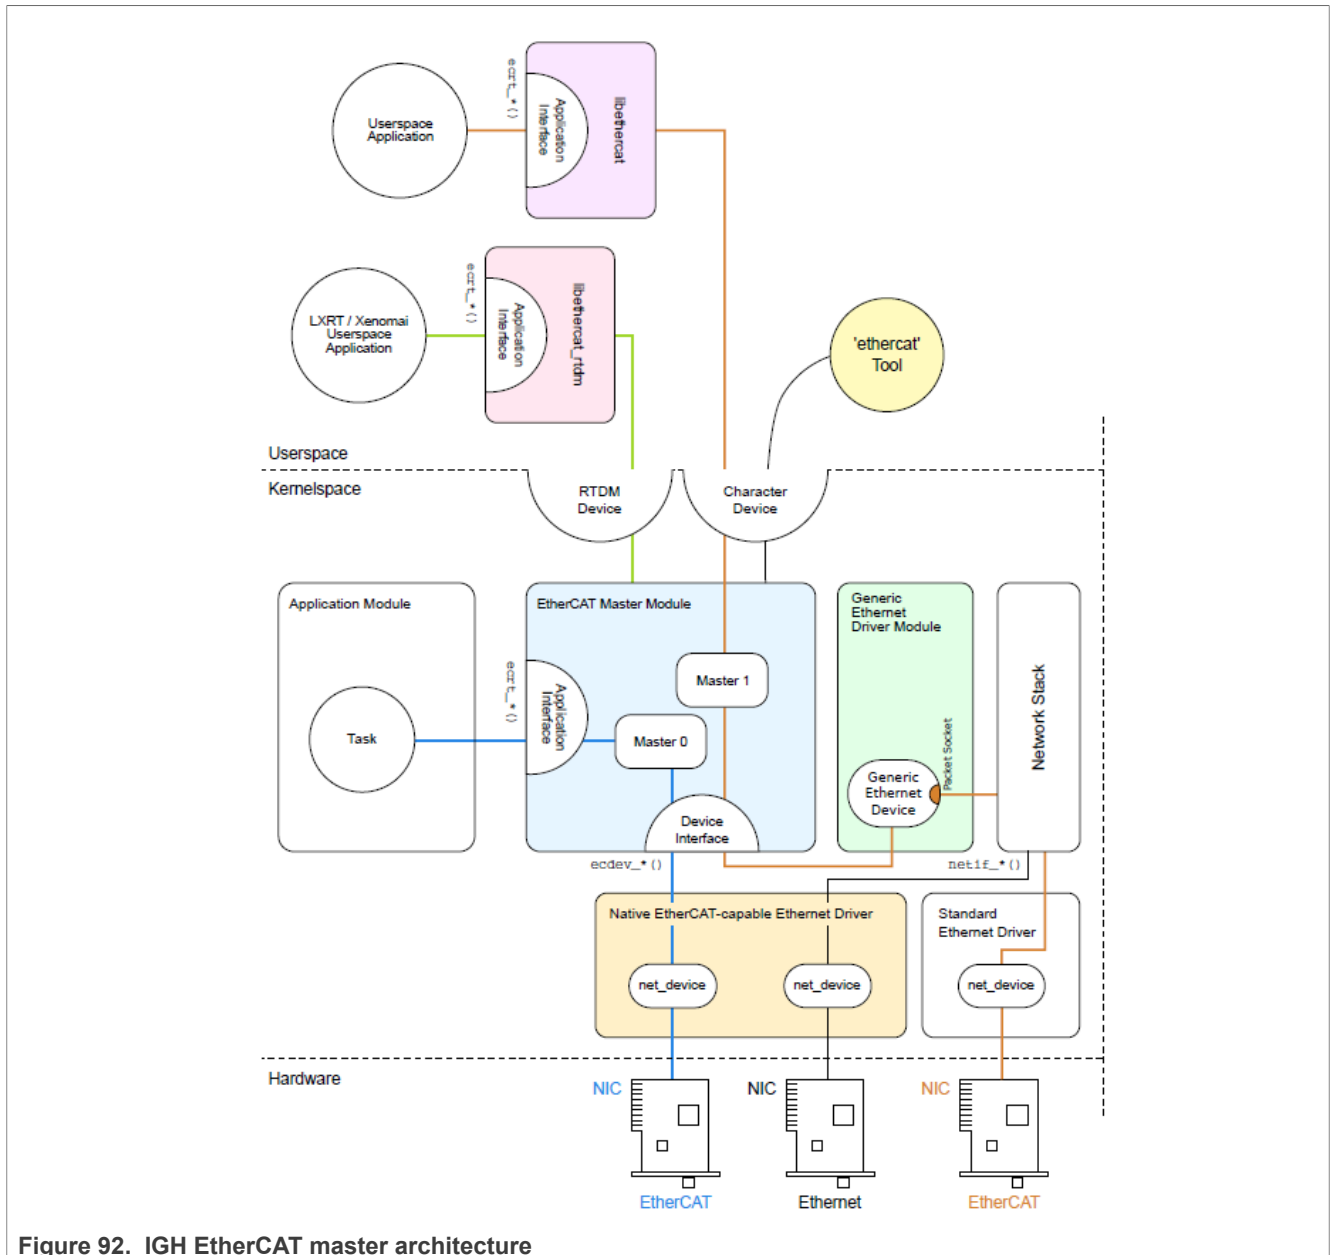 ecrt_*()
Application
Interface
libethercat
Userspace
Application
ecrt_*()
Application
Interface
libethercat_rtdm
LXRT / Xenomai
Userspace
Application
'ethercat'
Tool
Userspace
Kernelspace
RTDM
Device
Character
Device
Application Module
EtherCAT Master Module
Generic
Ethernet
Driver Module
Network Stack
ecrt_*()
Application
Interface
Master 1
Task
Master 0
Packet Socket
Generic
Ethernet
Device
Device
Interface
ecdev_*()
netif_*()
Native EtherCAT-capable Ethernet Driver
Standard
Ethernet Driver
net_device
net_device
net_device
Hardware
NIC
NIC
NIC
EtherCAT
Ethernet
EtherCAT
Figure 92. IGH EtherCAT master architecture